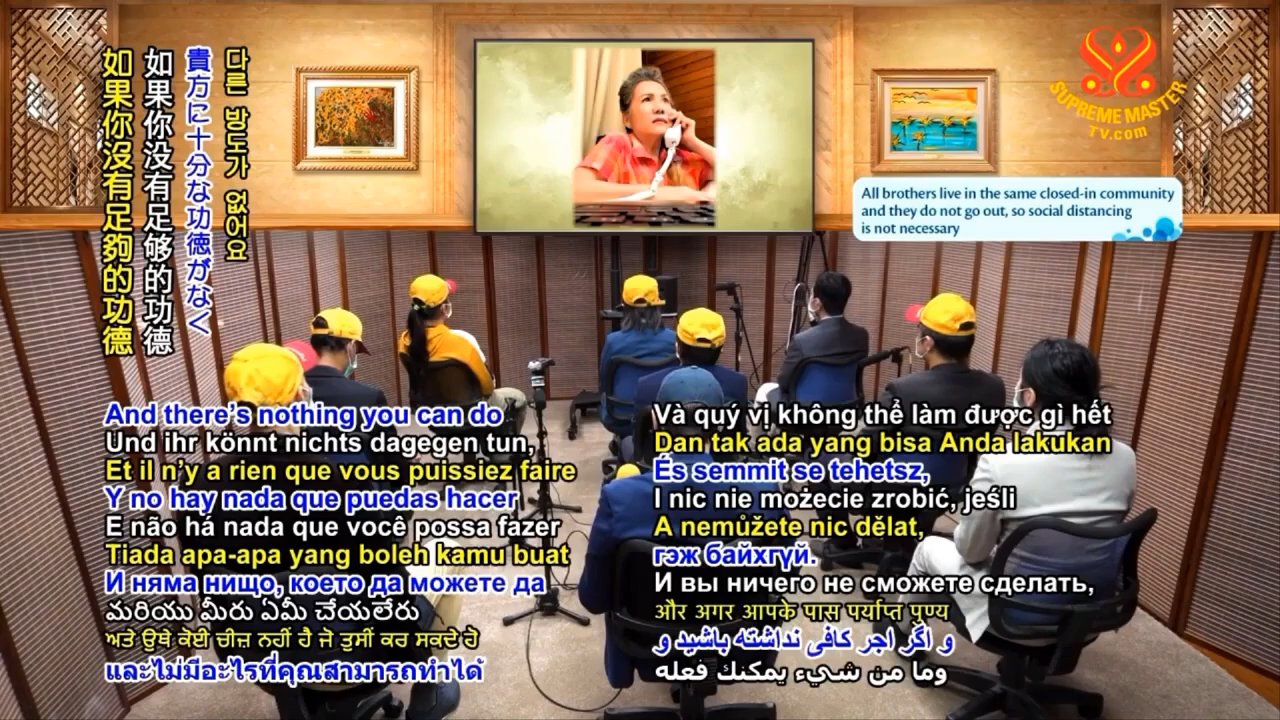 다른 방도가 없어요
貴方に十分な功徳がなく
如果你没有足够的功德
如果你沒有足夠的功德
SUPREME MASTER
TV.com
All brothers live in the same closed-in community
and they do not go out, so social distancing
is not necessary
And there's nothing you can do
Und ihr könnt nichts dagegen tun,
Et il n'y a rien que vous puissiez faire
Y no hay nada que puedas hacer
E não há nada que você possa fazer
Tiada apa-apa yang boleh kamu buat
И няма нищо, което да можете да
మరియు మీరు ఏమీ చేయలేరు
ਅਤੇ ਉਥੇ ਕੋਈ ਚੀਜ਼ ਨਹੀਂ ਹੈ ਜੋ ਤੁਸੀਂ ਕਰ ਸਕਦੇ ਹੋ
และไม่มีอะไรที่คุณสามารถทำได้
Và quý vị không thể làm được gì hết
Dan tak ada yang bisa Anda lakukan
És semmit se tehetsz,
I nic nie możecie zrobić, jeśli
A nemůžete nic dělat,
гэж байхгүй.
И вы ничего не сможете сделать,
और अगर आपके पास पर्याप्त पुण्य
و اگر اجر کافی نداشته باشید و
وما من شيء يمكنك فعله